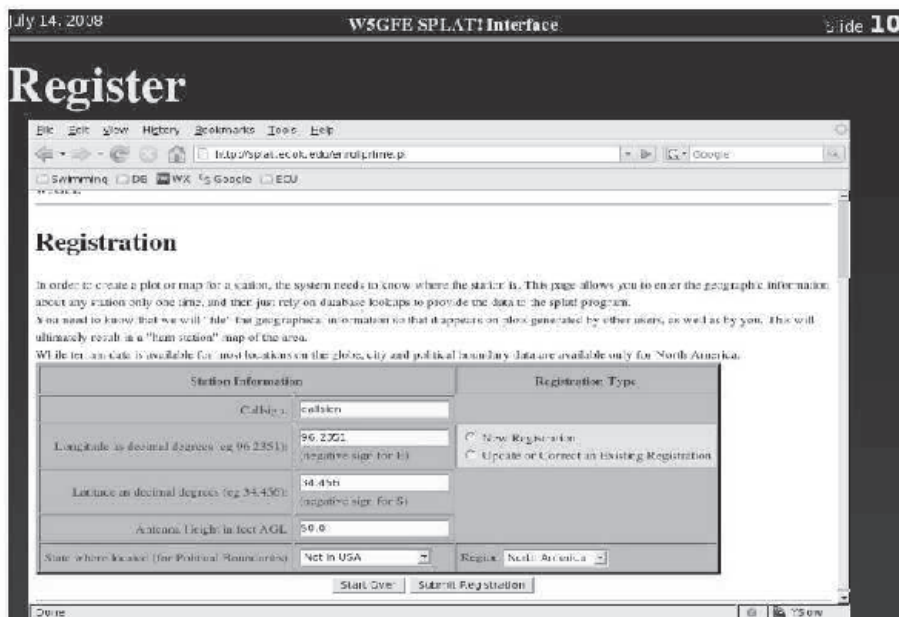 July 14, 2008 W5GFE SPLAT! Interface Slide 10
Register
File Edit View History Bookmarks Tools Help
http://splat.ecok.edu/enrollprime.pl Google
Swimming DB WX Google ECU
Registration
In order to create a plot or map for a station, the system needs to know where the station is. This page allows you to enter the geographic information
about any station only one time, and then just rely on database lookups to provide the data to the splat program.
You need to know that we will "file" the geographical information so that it appears on plots generated by other users, as well as by you. This will
ultimately result in a "ham station" map of the area.
While terrain data is available for most locations on the globe, city and political boundary data are available only for North America.
Station Information Registration Type
Callsign: callsign
Longitude as decimal degrees (eg 96.2351): 96.2351
(negative sign for E)
New Registration
Update or Correct an Existing Registration
Latitude as decimal degrees (eg 34.456): 34.456
(negative sign for S)
Antenna Height in feet AGL 50.0
State where located (for Political Boundaries) Not in USA Region: North America
Start Over Submit Registration
Done YSlow